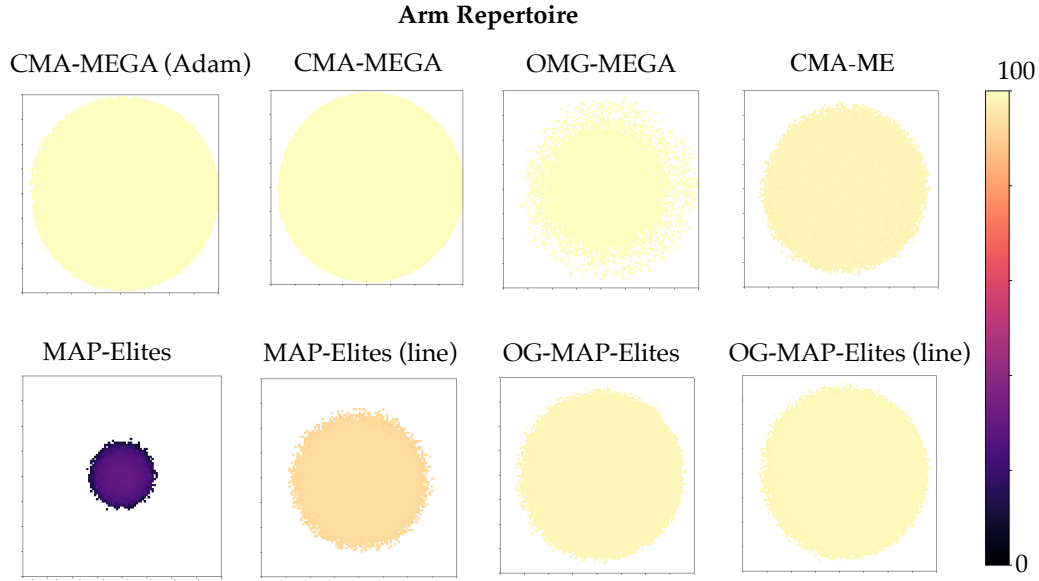 Arm Repertoire
CMA-MEGA (Adam)
CMA-MEGA
OMG-MEGA
CMA-ME
100
MAP-Elites
MAP-Elites (line)
OG-MAP-Elites
OG-MAP-Elites (line)
0